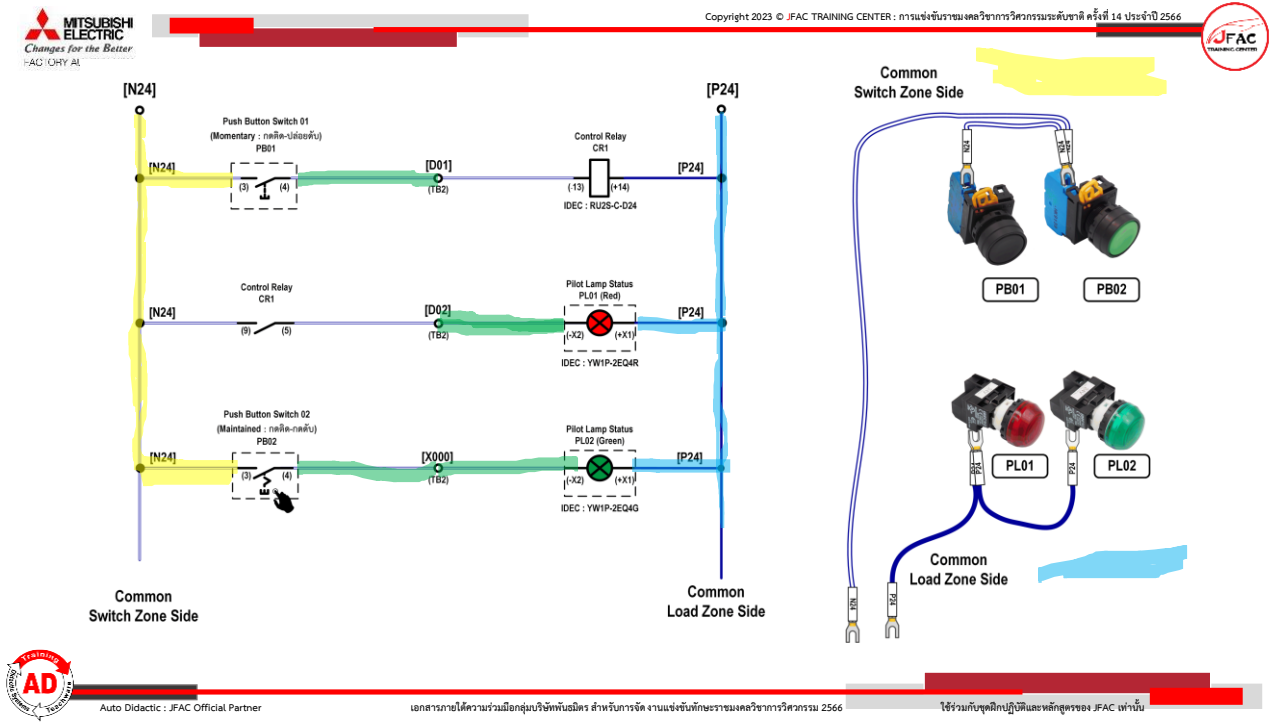 MITSUBISHI
ELECTRIC
Changes for the Better
FACTORY AU
Copyright 2023 © JFAC TRAINING CENTER : การแข่งขันราชมงคลวิชาการวิศวกรรมระดับชาติ ครั้งที่ 14 ประจำปี 2566
JFAC
TRAINING CENTER
[N24]
[P24]
Push Button Switch 01
(Momentary : กดติด-ปล่อยดับ)
PB01
[N24]
(3)
(4)
[D01]
(TB2)
Control Relay
CR1
(-13)
(+14)
IDEC : RU2S-C-D24
[P24]
Control Relay
CR1
[N24]
(9)
(5)
[D02]
(TB2)
Pilot Lamp Status
PL01 (Red)
(-X2)
(+X1)
IDEC : YW1P-2EQ4R
[P24]
Push Button Switch 02
(Maintained : กดติด-กดดับ)
PB02
[N24]
(3)
(4)
[X000]
(TB2)
Pilot Lamp Status
PL02 (Green)
(-X2)
(+X1)
IDEC : YW1P-2EQ4G
[P24]
Common
Switch Zone Side
Common
Load Zone Side
Common
Switch Zone Side
N24
N24
PB01
PB02
PL01
PL02
P24
P24
Common
Load Zone Side
N24
P24
Training
AD
Didactic Systems
Teachware
Auto Didactic : JFAC Official Partner
เอกสารภายใต้ความร่วมมือกลุ่มบริษัทพันธมิตร สำหรับการจัด งานแข่งขันทักษะราชมงคลวิชาการวิศวกรรม 2566
ใช้ร่วมกับชุดฝึกปฏิบัติและหลักสูตรของ JFAC เท่านั้น